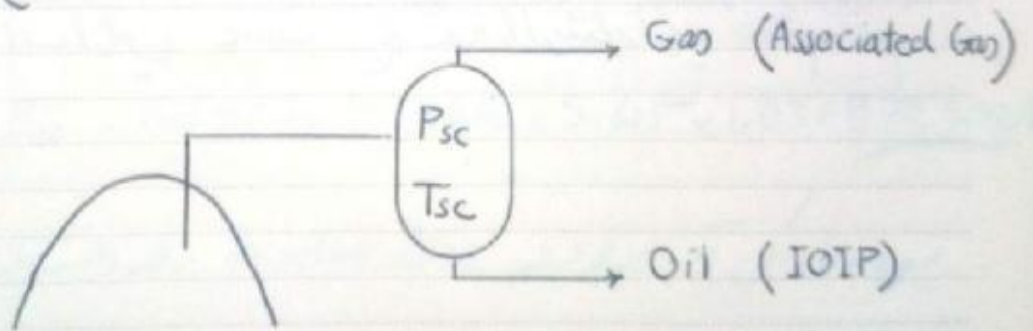 Gas (Associated Gas)
Psc
Tsc
Oil (IOIP)